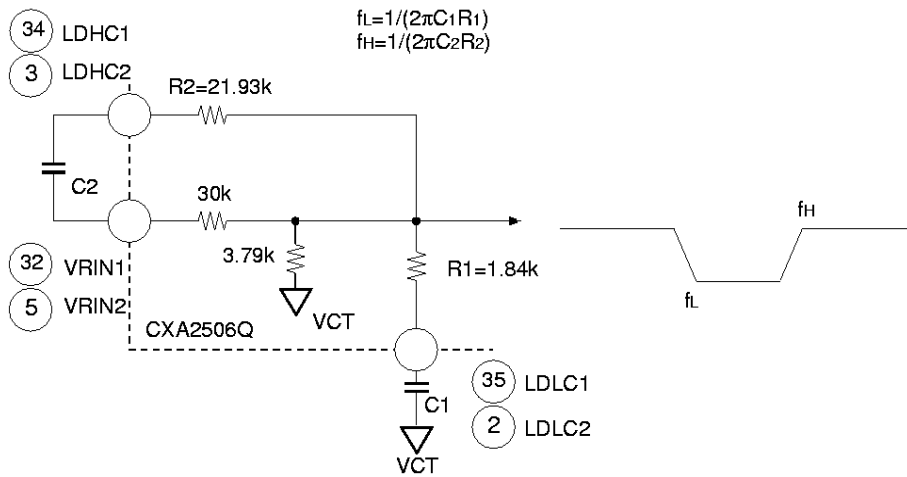 34 LDHC1
3 LDHC2
fL=1/(2πC1R1)
fH=1/(2πC2R2)
R2=21.93k
C2
30k
3.79k
R1=1.84k
VCT
32 VRIN1
5 VRIN2
CXA2506Q
C1
VCT
35 LDLC1
2 LDLC2
fH
fL